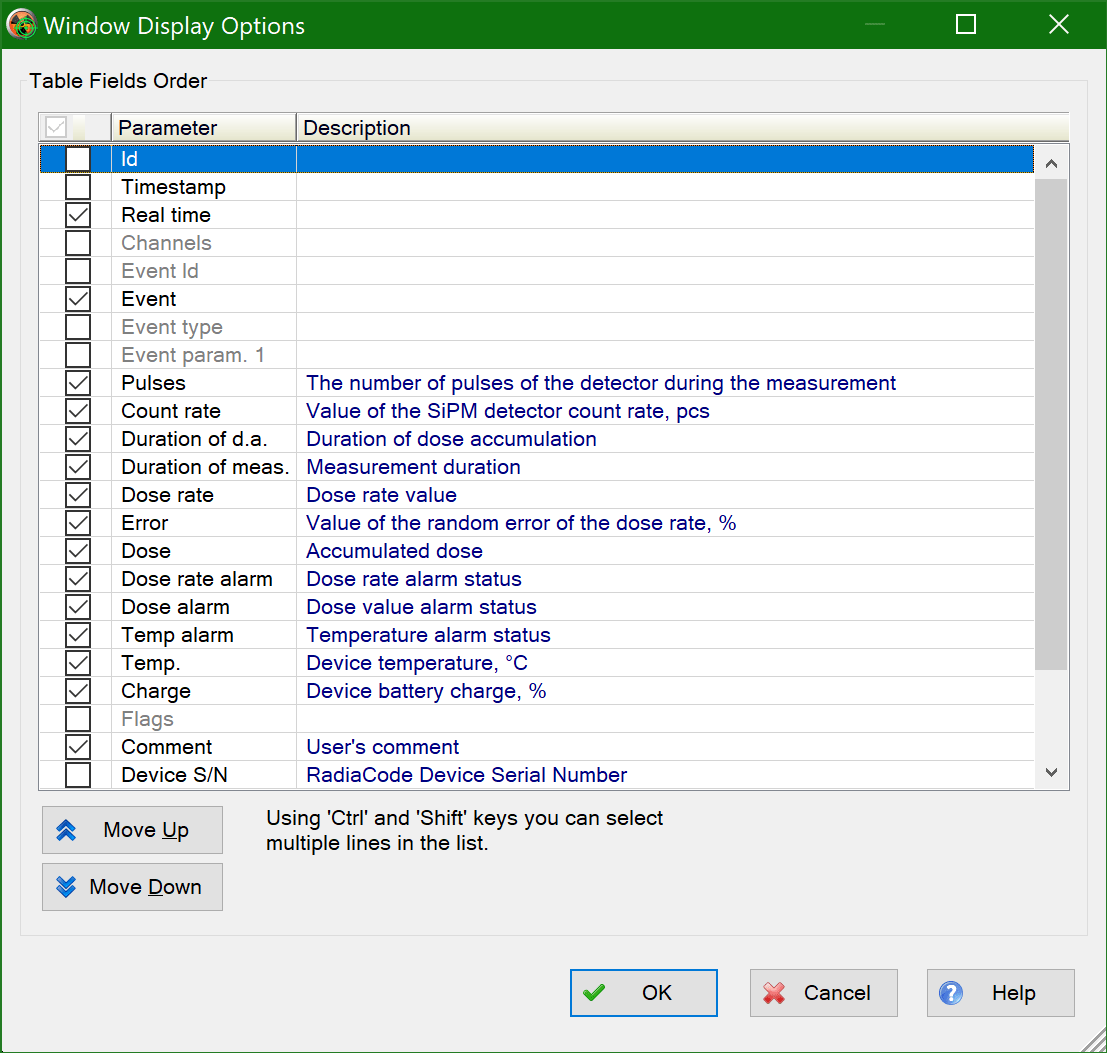 Window Display Options
Table Fields Order
Parameter Description
Id
Timestamp
Real time
Channels
Event Id
Event
Event type
Event param. 1
Pulses The number of pulses of the detector during the measurement
Count rate Value of the SiPM detector count rate, pcs
Duration of d.a. Duration of dose accumulation
Duration of meas. Measurement duration
Dose rate Dose rate value
Error Value of the random error of the dose rate, %
Dose Accumulated dose
Dose rate alarm Dose rate alarm status
Dose alarm Dose value alarm status
Temp alarm Temperature alarm status
Temp. Device temperature, °C
Charge Device battery charge, %
Flags
Comment User's comment
Device S/N RadiaCode Device Serial Number
Move Up
Using 'Ctrl' and 'Shift' keys you can select
multiple lines in the list.
Move Down
OK Cancel Help